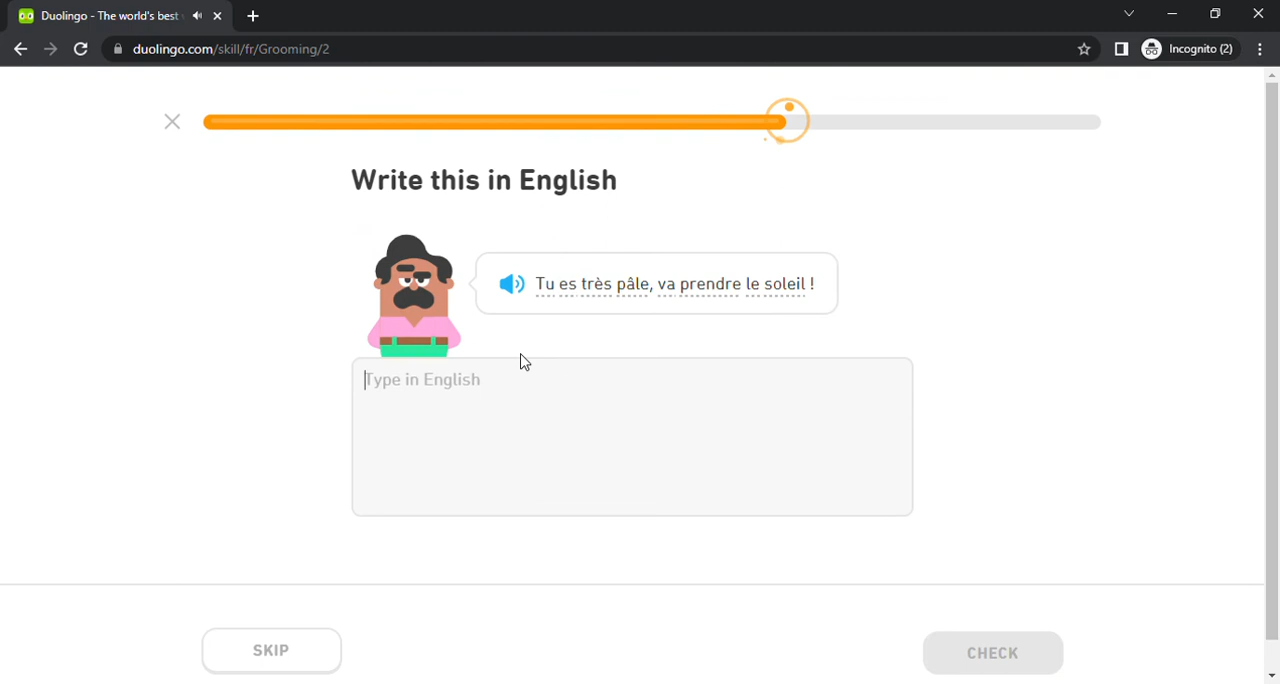 Duolingo - The world's best
duolingo.com/skill/fr/Grooming/2
Incognito (2)
Write this in English
Tu es très pâle, va prendre le soleil !
Type in English
SKIP
CHECK